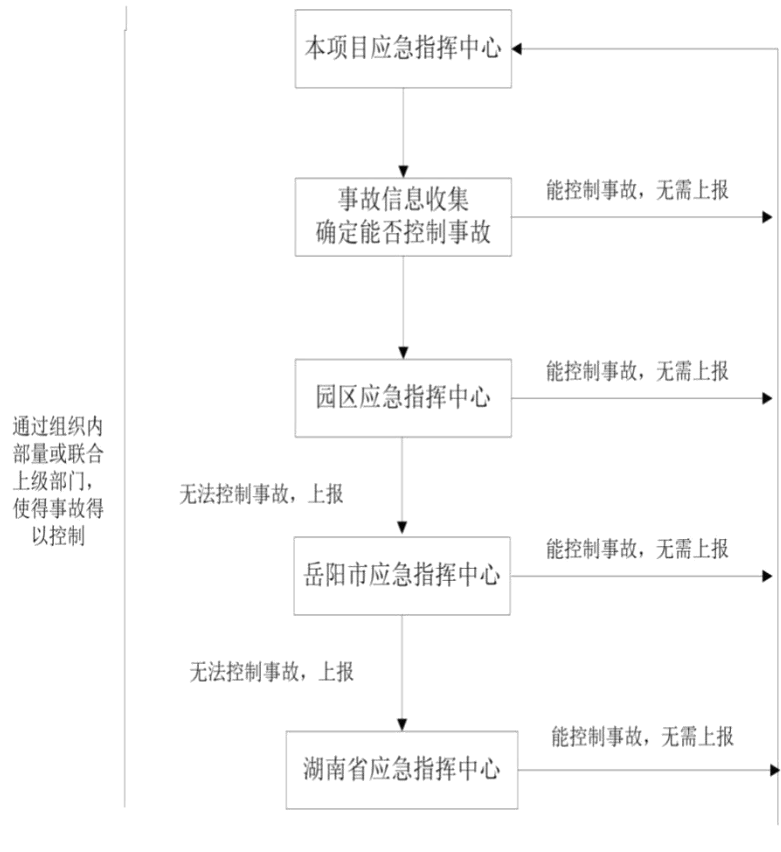 本项目应急指挥中心
事故信息收集
确定能否控制事故
能控制事故，无需上报
园区应急指挥中心
能控制事故，无需上报
通过组织内
部量或联合
上级部门，
使得事故得
以控制
无法控制事故，上报
岳阳市应急指挥中心
能控制事故，无需上报
无法控制事故，上报
湖南省应急指挥中心
能控制事故，无需上报